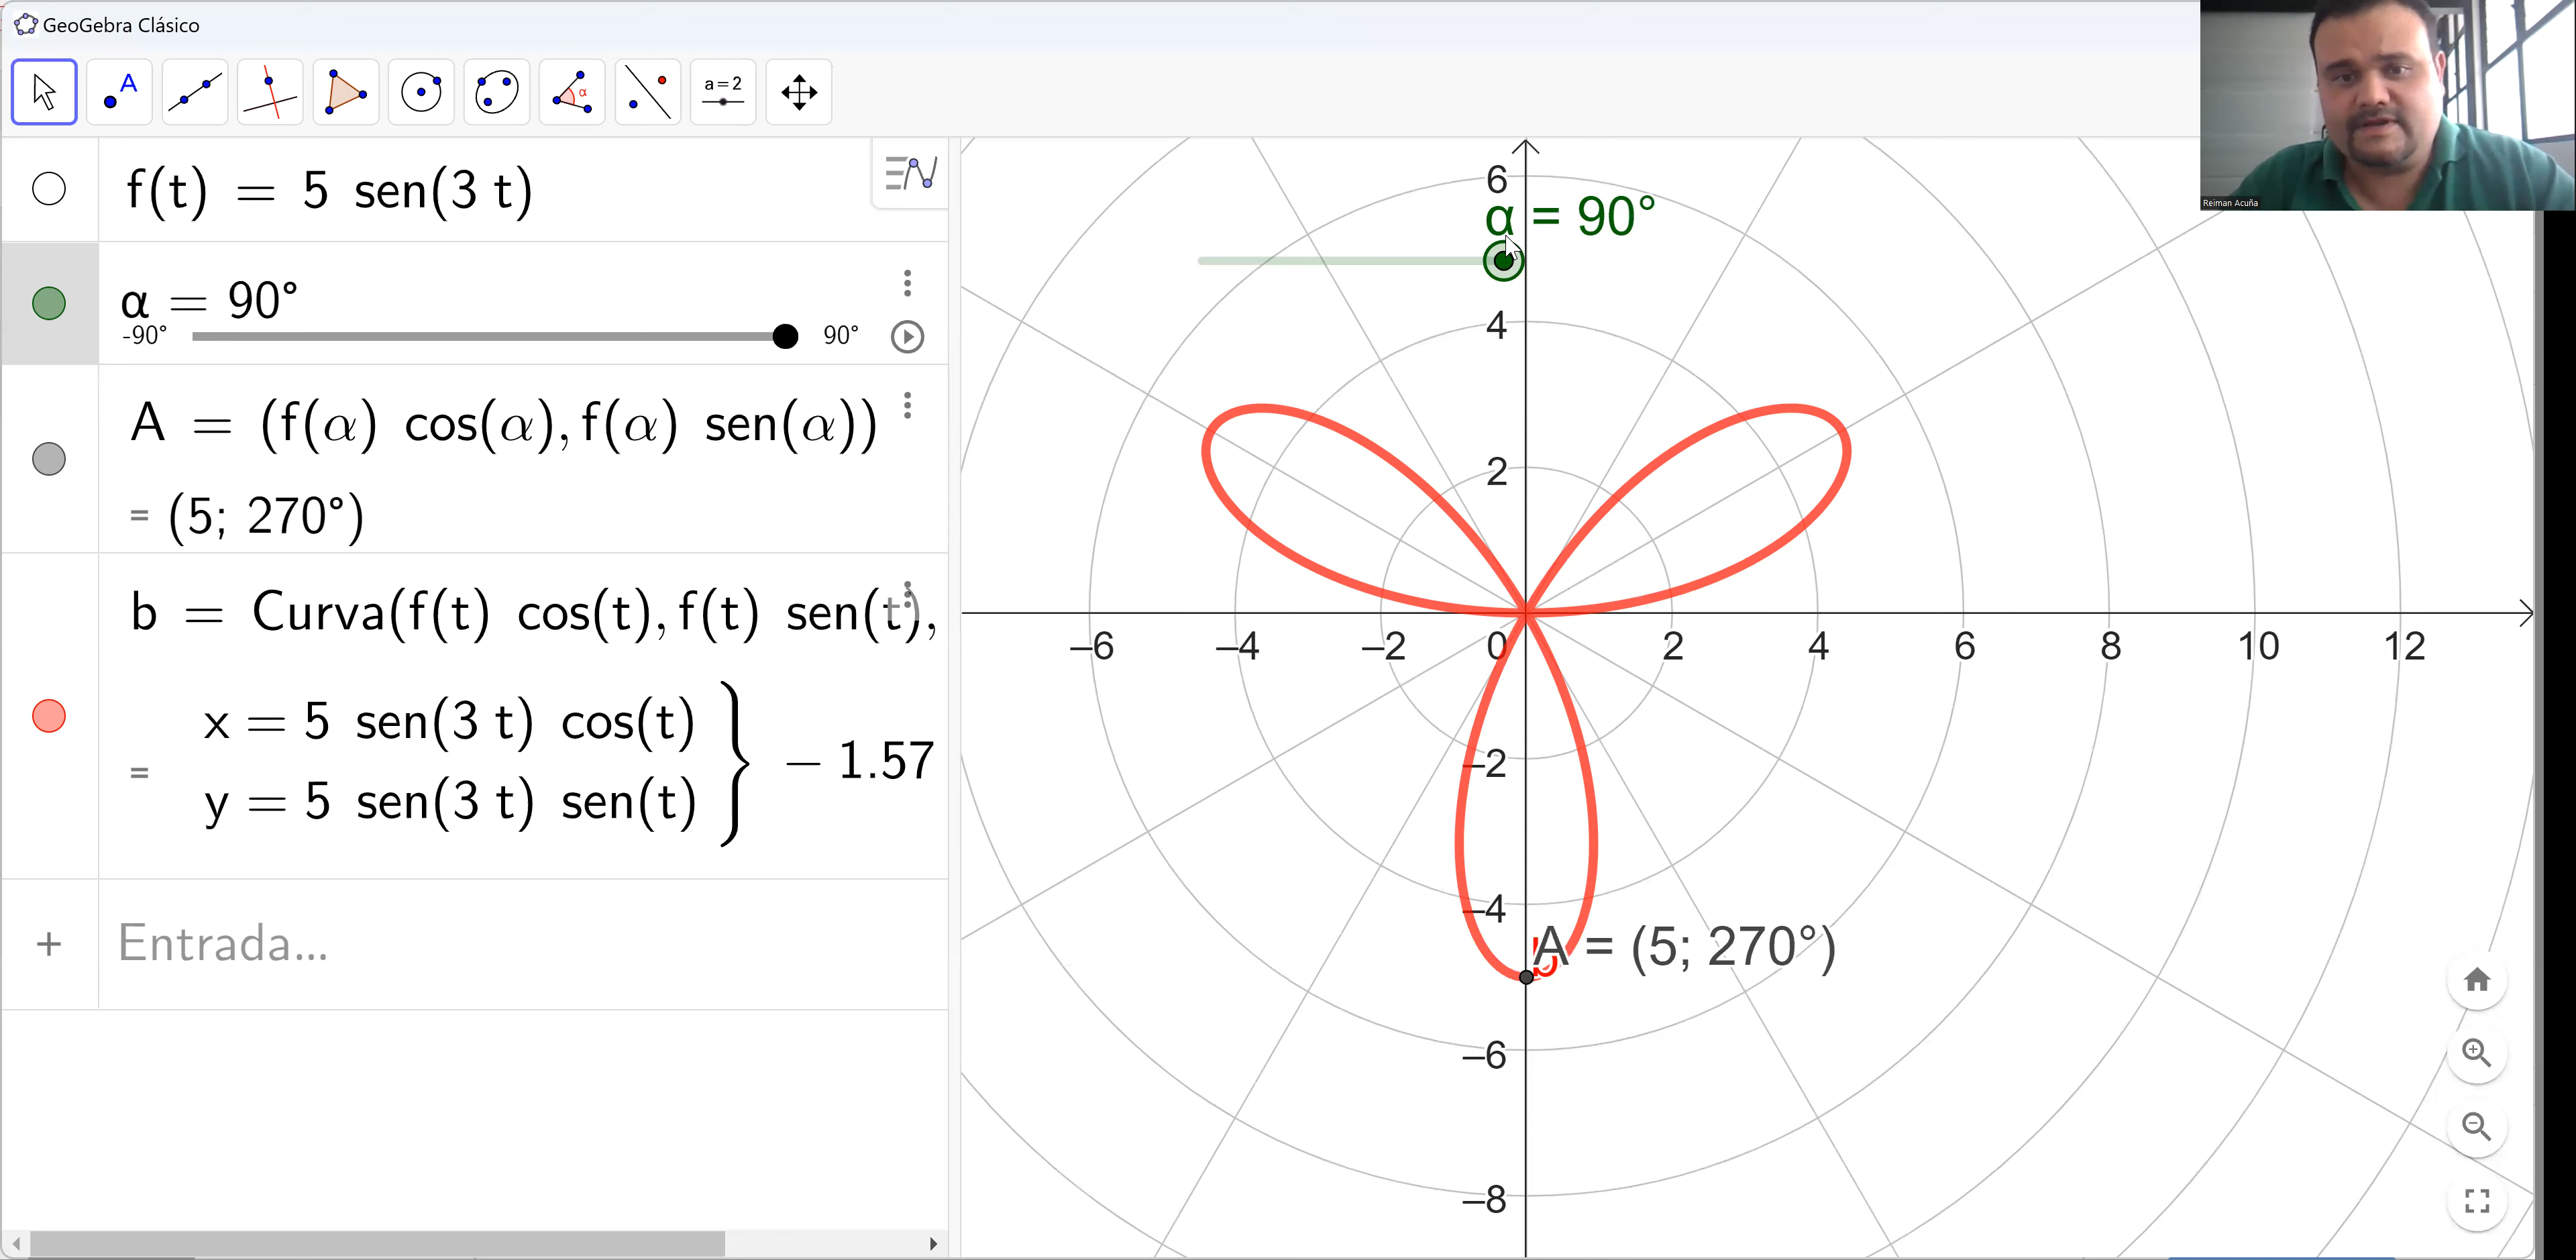 GeoGebra Clásico
A
α
a = 2
Reiman Acuña
f(t) = 5 sen(3 t)
α = 90°
-90° 90°
A = (f(α) cos(α), f(α) sen(α))
= (5; 270°)
b = Curva(f(t) cos(t), f(t) sen(t),
x = 5 sen(3 t) cos(t)
= } – 1.57
y = 5 sen(3 t) sen(t)
+ Entrada...
6
α = 90°
4
2
–6 –4 –2 0 2 4 6 8 10 12
–2
–4
b
A = (5; 270°)
–6
–8